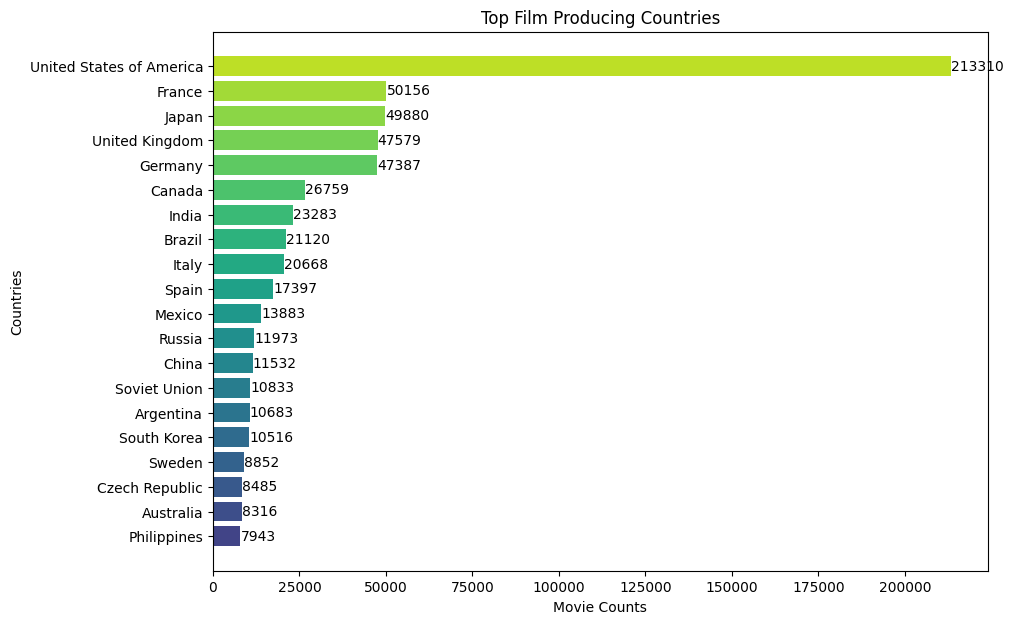 Top Film Producing Countries
United States of America 213310
France 50156
Japan 49880
United Kingdom 47579
Germany 47387
Canada 26759
India 23283
Brazil 21120
Italy 20668
Spain 17397
Mexico 13883
Russia 11973
China 11532
Soviet Union 10833
Argentina 10683
South Korea 10516
Sweden 8852
Czech Republic 8485
Australia 8316
Philippines 7943
Countries
0 25000 50000 75000 100000 125000 150000 175000 200000
Movie Counts